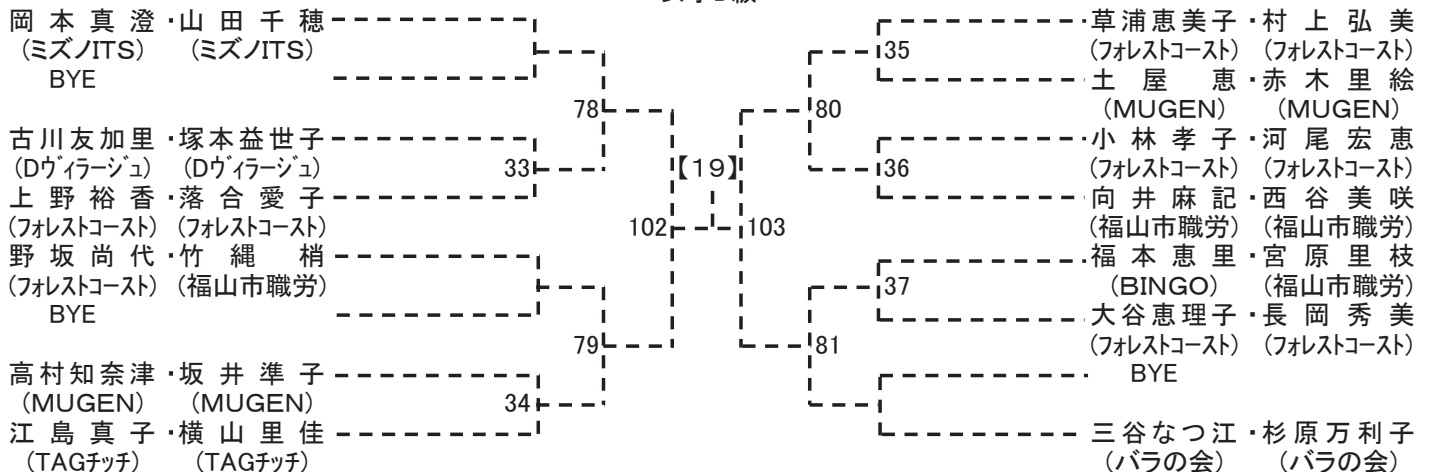 岡本真澄・山田千穂
(ミズノITS) (ミズノITS)
BYE
78
古川友加里・塚本益世子
(Dヴィラージュ) (Dヴィラージュ)
33
上野裕香・落合愛子
(フォレストコースト) (フォレストコースト)
102
野坂尚代・竹縄 梢
(フォレストコースト) (福山市職労)
BYE
79
高村知奈津・坂井準子
(MUGEN) (MUGEN)
34
江島真子・横山里佳
(TAGチッチ) (TAGチッチ)
【19】
103
草浦恵美子・村上弘美
35
(フォレストコースト) (フォレストコースト)
土屋 恵・赤木里絵
(MUGEN) (MUGEN)
80
小林孝子・河尾宏恵
36
(フォレストコースト) (フォレストコースト)
向井麻記・西谷美咲
(福山市職労) (福山市職労)
福本恵里・宮原里枝
37
(BINGO) (福山市職労)
大谷恵理子・長岡秀美
(フォレストコースト) (フォレストコースト)
81
BYE
三谷なつ江・杉原万利子
(バラの会) (バラの会)